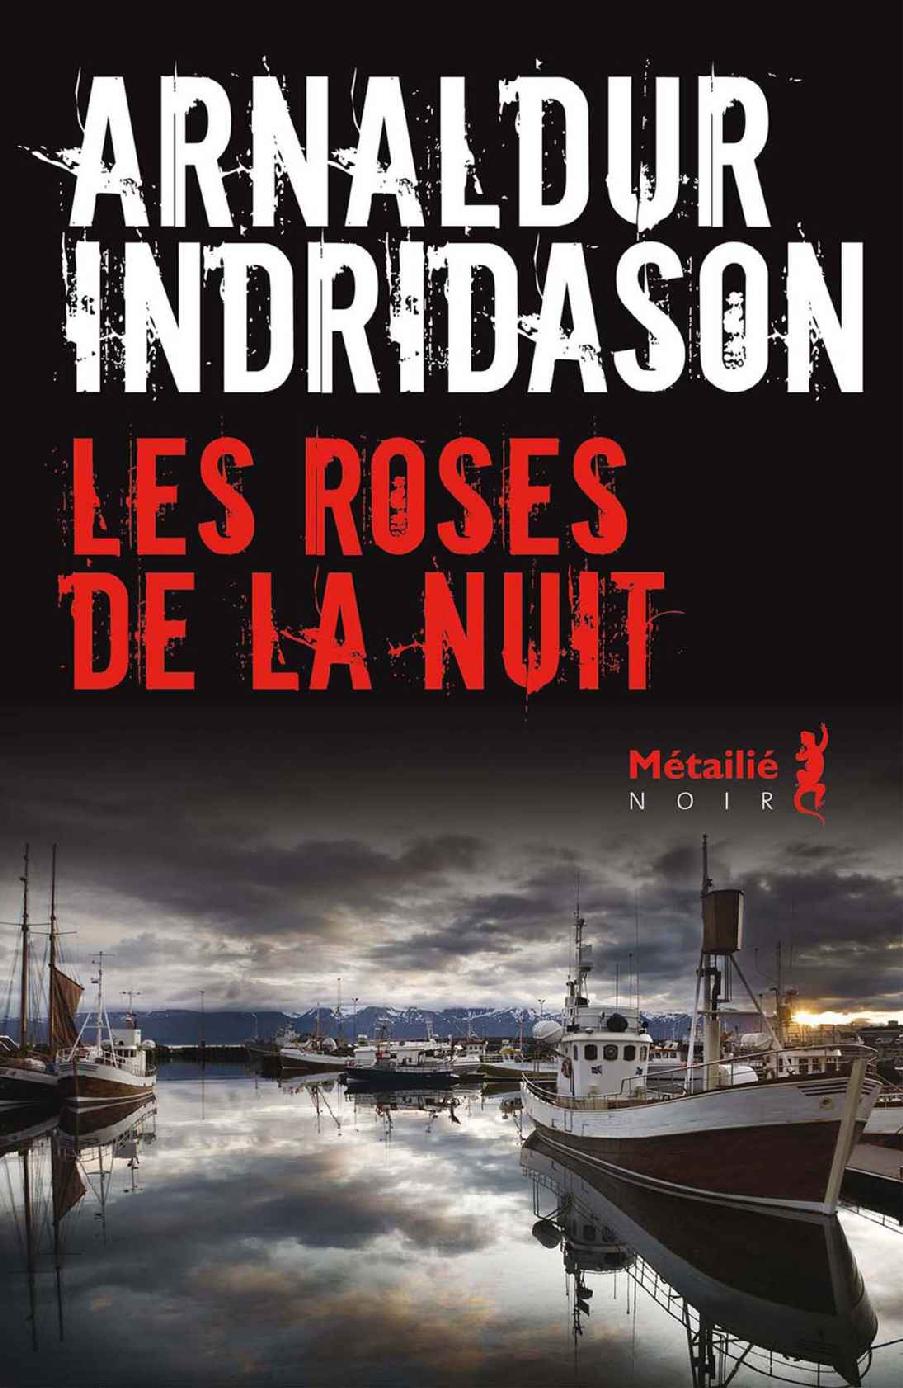 ARNALDUR
INDRIDASON
LES ROSES
DE LA NUIT
Métailié
NOIR